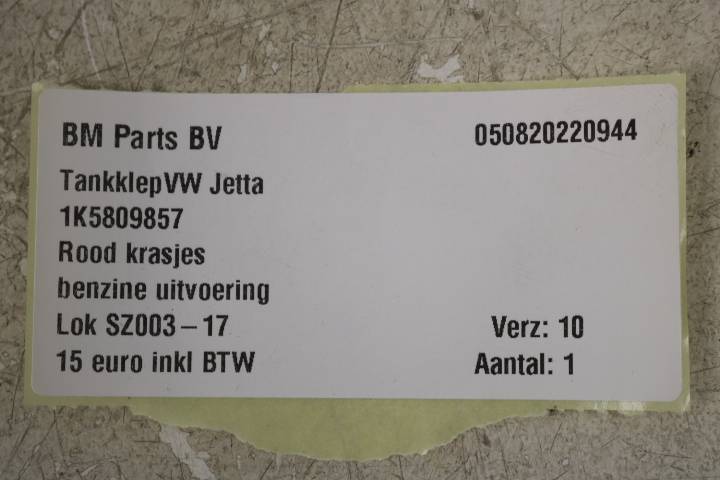 BM Parts BV 050820220944
TankklepVW Jetta
1K5809857
Rood krasjes
benzine uitvoering
Lok SZ003-17 Verz: 10
15 euro inkl BTW Aantal: 1